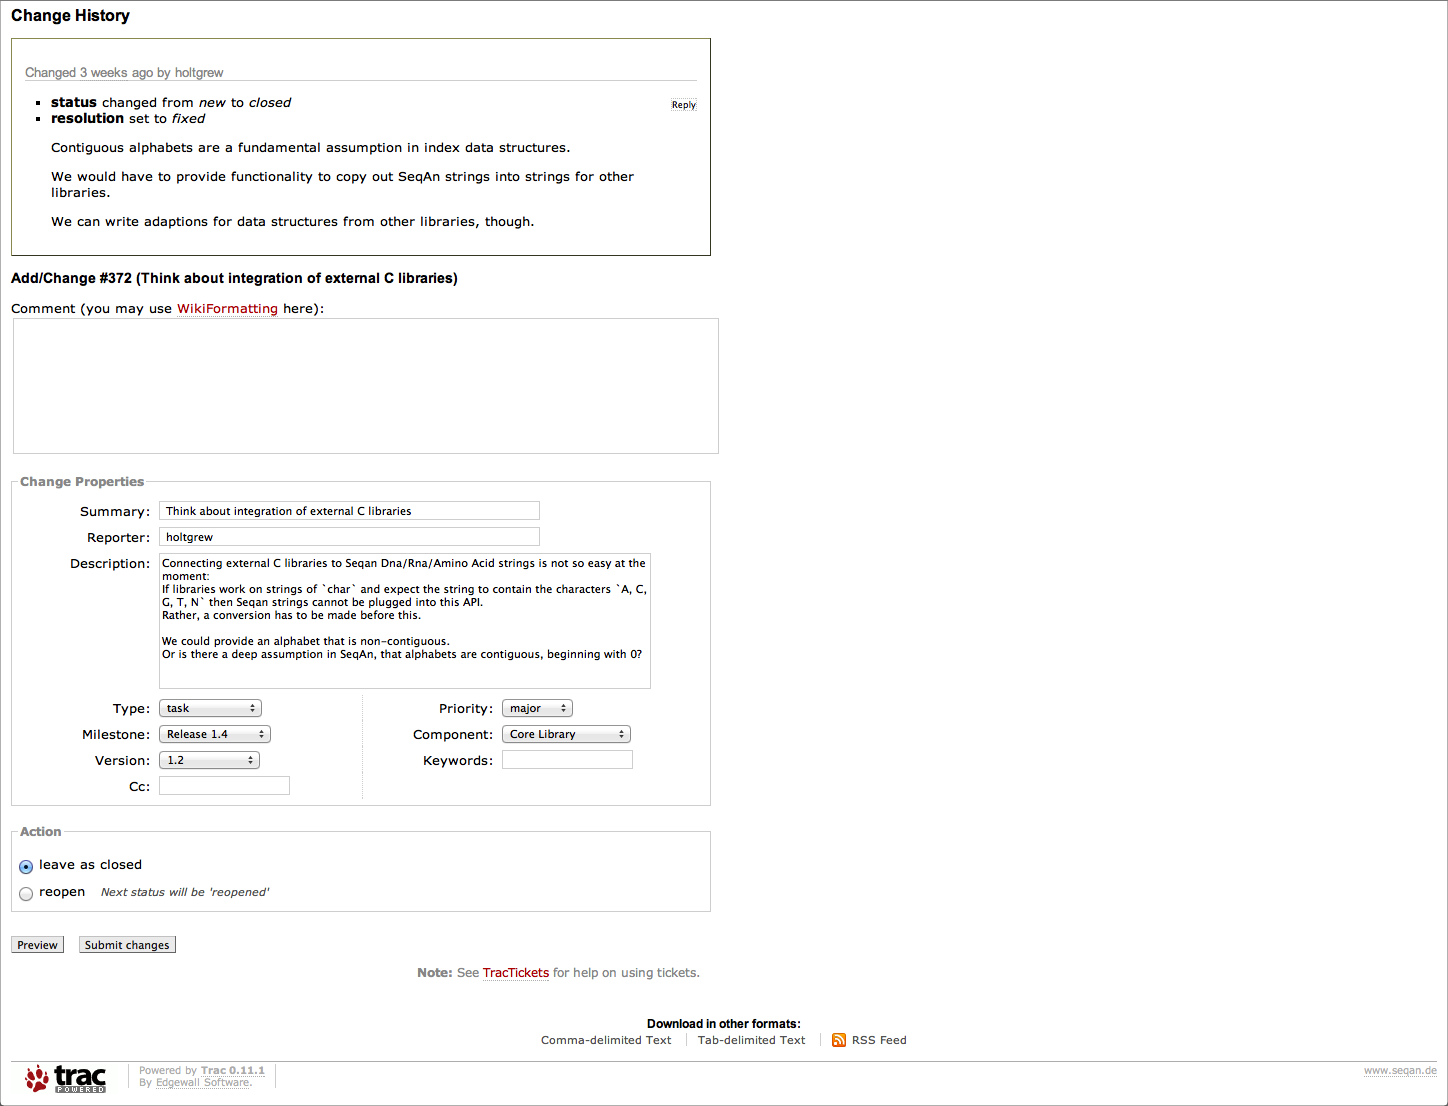 Change History
Changed 3 weeks ago by holtgrew
status changed from new to closed
Reply
resolution set to fixed
Contiguous alphabets are a fundamental assumption in index data structures.
We would have to provide functionality to copy out SeqAn strings into strings for other
libraries.
We can write adaptions for data structures from other libraries, though.
Add/Change #372 (Think about integration of external C libraries)
Comment (you may use WikiFormatting here):
Change Properties
Summary: Think about integration of external C libraries
Reporter: holtgrew
Description: Connecting external C libraries to Seqan Dna/Rna/Amino Acid strings is not so easy at the
moment:
If libraries work on strings of `char` and expect the string to contain the characters `A, C,
G, T, N` then Seqan strings cannot be plugged into this API.
Rather, a conversion has to be made before this.
We could provide an alphabet that is non-contiguous.
Or is there a deep assumption in SeqAn, that alphabets are contiguous, beginning with 0?
Type: task Priority: major
Milestone: Release 1.4 Component: Core Library
Version: 1.2 Keywords:
Cc:
Action
leave as closed
reopen Next status will be 'reopened'
Preview Submit changes
Note: See TracTickets for help on using tickets.
Download in other formats:
Comma-delimited Text Tab-delimited Text RSS Feed
trac POWERED
Powered by Trac 0.11.1
By Edgewall Software.
www.seqan.de